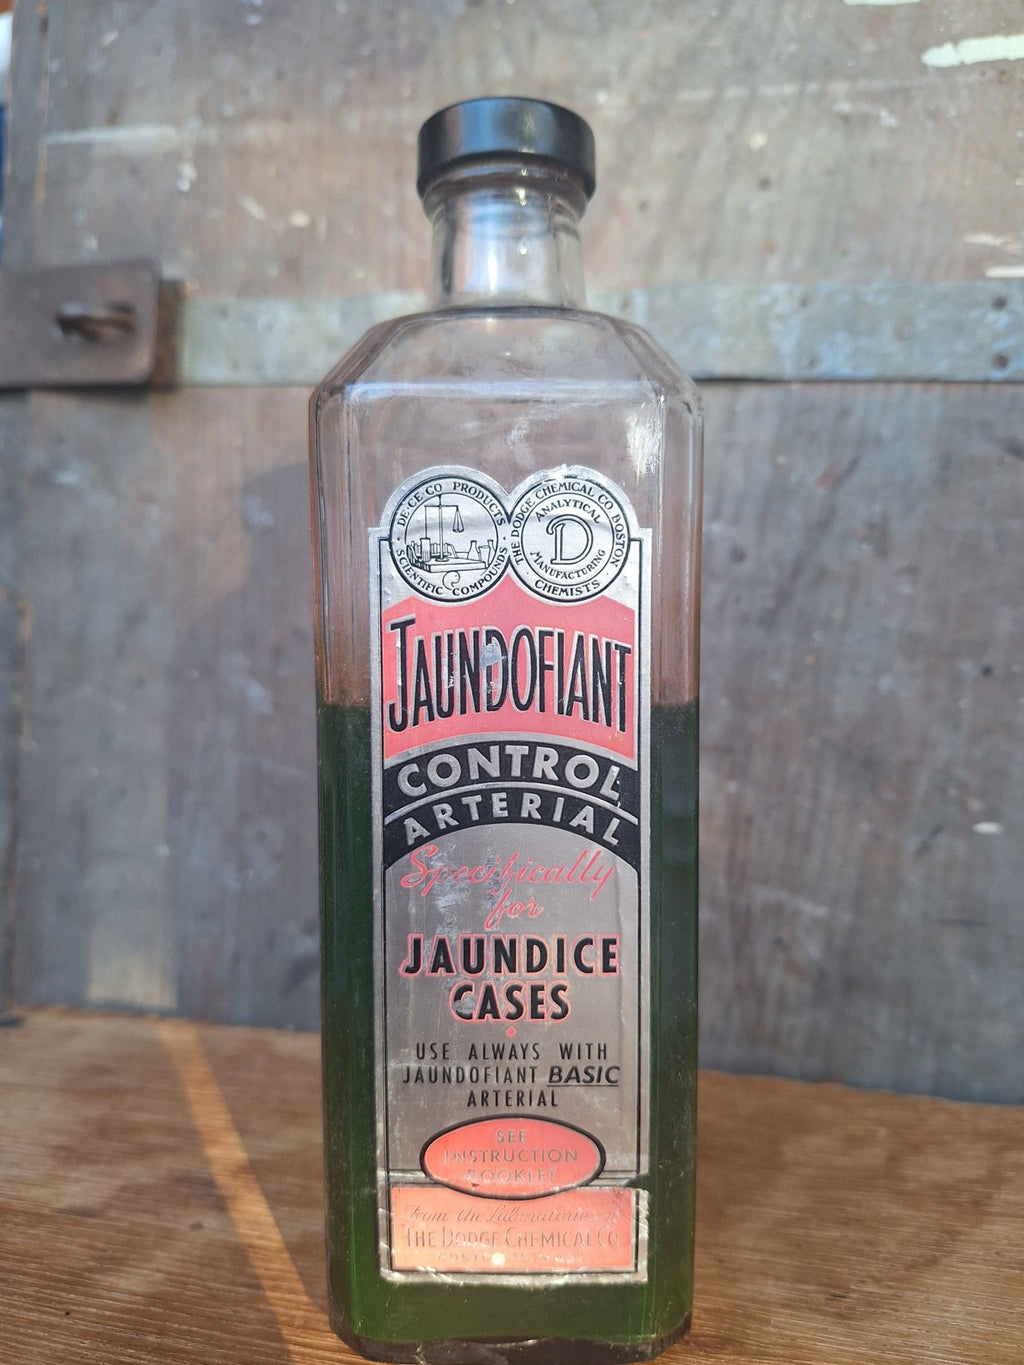 DE·CE·CO PRODUCTS
SCIENTIFIC COMPOUNDS
THE DODGE CHEMICAL CO BOSTON
ANALYTICAL
D
MANUFACTURING
CHEMISTS
JAUNDOFIANT
CONTROL
ARTERIAL
Specifically
for
JAUNDICE
CASES
USE ALWAYS WITH
JAUNDOFIANT BASIC
ARTERIAL
SEE
INSTRUCTION
BOOKLET
From the Laboratories of
THE DODGE CHEMICAL CO